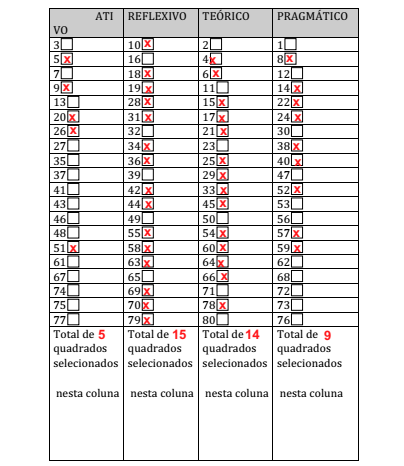 ATI REFLEXIVO TEÓRICO PRAGMÁTICO
VO
3 10 x 2 1
5 x 16 4 x 8 x
7 18 x 6 x 12
9 x 19 x 11 14 x
13 28 x 15 x 22 x
20 x 31 x 17 x 24 x
26 x 32 21 x 30
27 34 x 23 38 x
35 36 x 25 x 40 x
37 39 29 x 47
41 42 x 33 x 52 x
43 44 x 45 x 53
46 49 50 56
48 55 x 54 x 57 x
51 x 58 x 60 x 59 x
61 63 x 64 x 62
67 65 66 x 68
74 69 x 71 72
75 70 x 78 x 73
77 79 x 80 76
Total de 5 Total de 15 Total de 14 Total de 9
quadrados quadrados quadrados quadrados
selecionados selecionados selecionados selecionados
nesta coluna nesta coluna nesta coluna nesta coluna